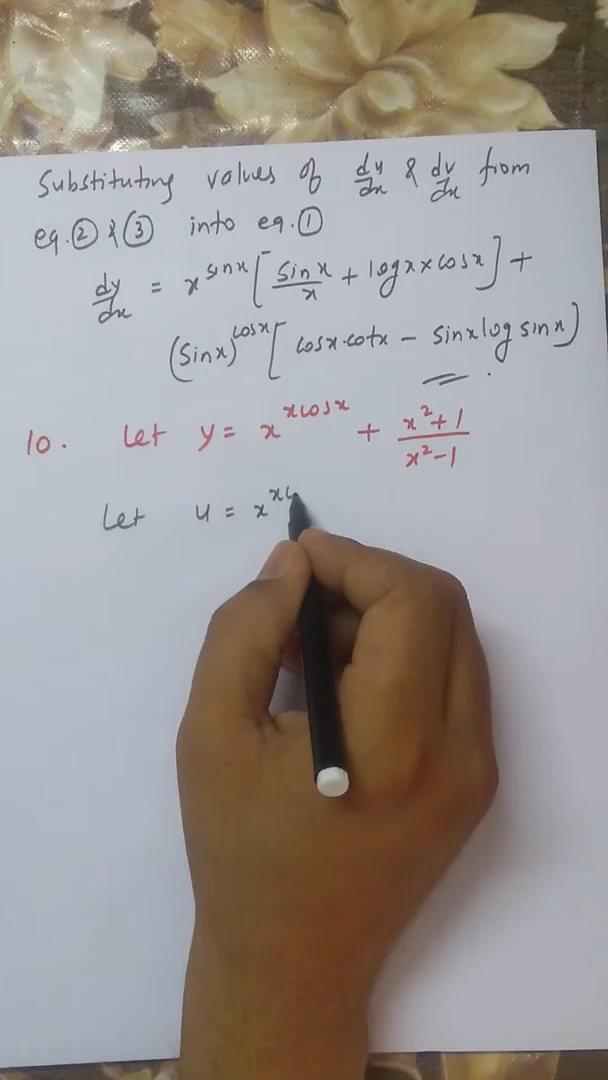 Substituting values of du/dx & dv/dx from
eq.② & ③ into eq.①
dy/dx = x^sinx [sinx/x + logx x cosx] +
(sinx)^cosx [cosx.cotx - sinx log sinx]
10. Let y = x^xcosx + x²+1/x²-1
Let u = x^x